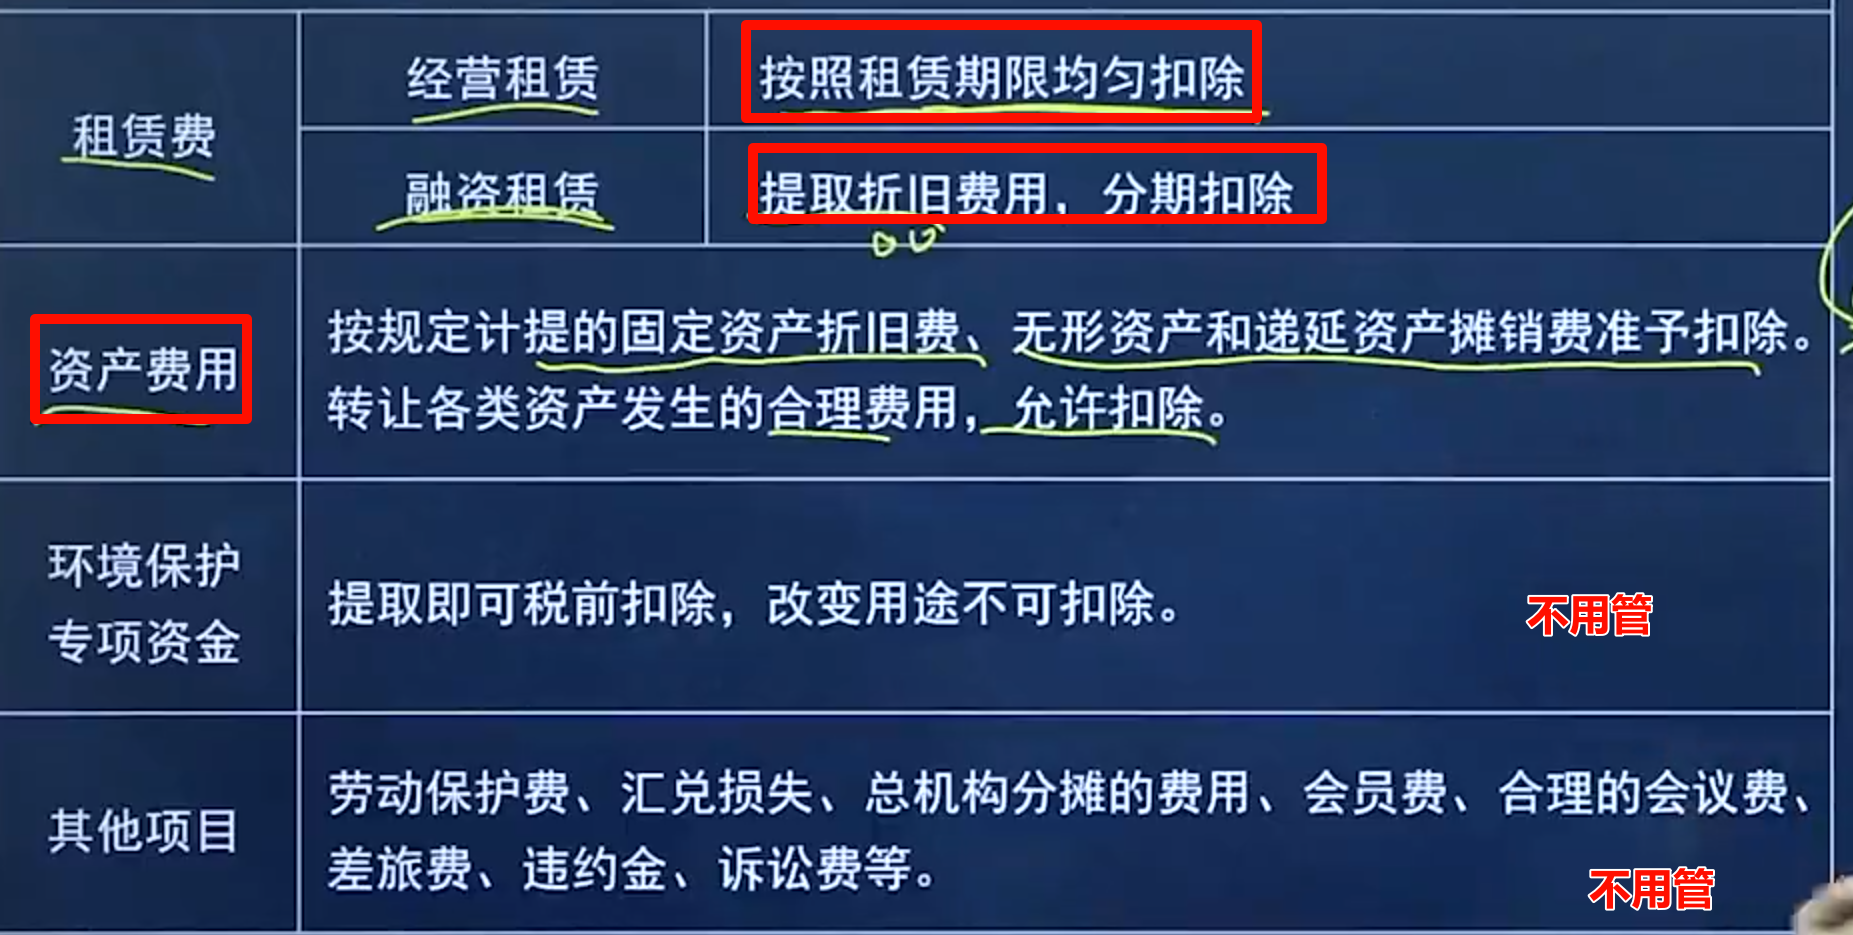 租赁费
经营租赁
按照租赁期限均匀扣除
融资租赁
提取折旧费用，分期扣除
资产费用
按规定计提的固定资产折旧费、无形资产和递延资产摊销费准予扣除。
转让各类资产发生的合理费用，允许扣除。
环境保护
专项资金
提取即可税前扣除，改变用途不可扣除。
不用管
其他项目
劳动保护费、汇兑损失、总机构分摊的费用、会员费、合理的会议费、
差旅费、违约金、诉讼费等。
不用管